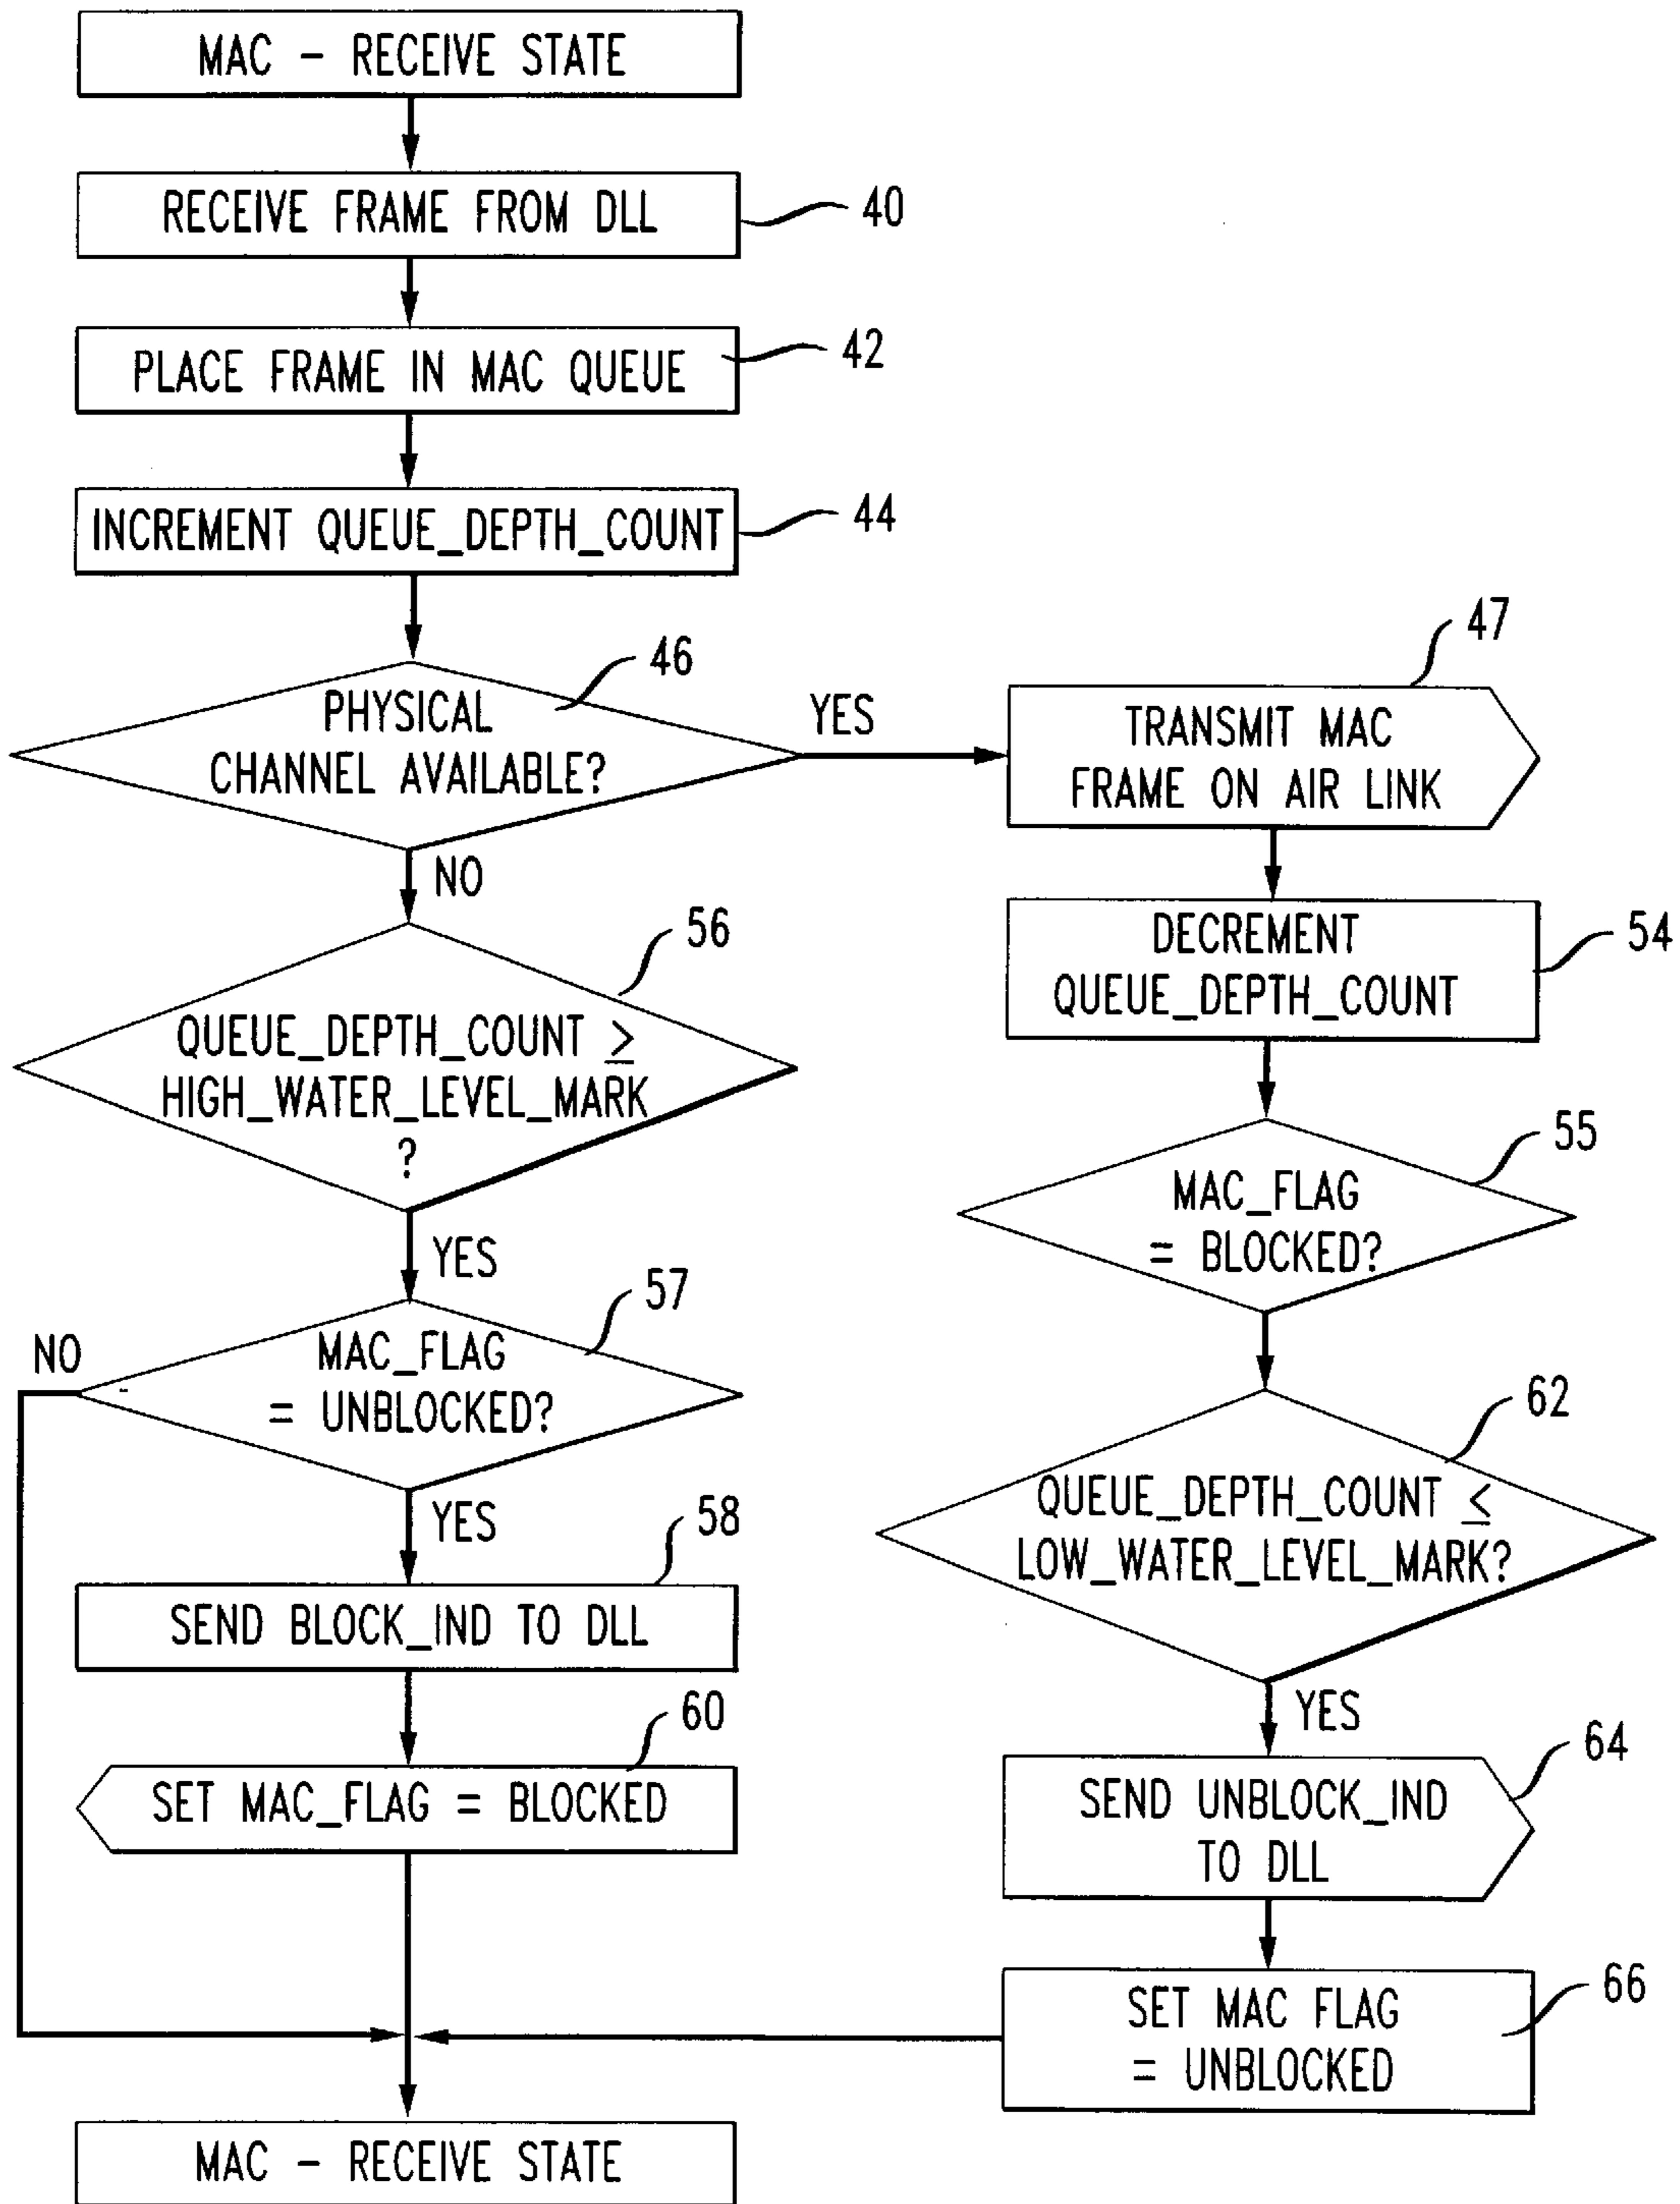 MAC - RECEIVE STATE
RECEIVE FRAME FROM DLL
40
PLACE FRAME IN MAC QUEUE
42
INCREMENT QUEUE_DEPTH_COUNT
44
46
PHYSICAL
CHANNEL AVAILABLE?
YES
NO
47
TRANSMIT MAC
FRAME ON AIR LINK
DECREMENT
QUEUE_DEPTH_COUNT
54
56
QUEUE_DEPTH_COUNT ≥
HIGH_WATER_LEVEL_MARK
?
YES
55
MAC_FLAG
= BLOCKED?
57
MAC_FLAG
= UNBLOCKED?
NO
YES
62
QUEUE_DEPTH_COUNT ≤
LOW_WATER_LEVEL_MARK?
YES
58
SEND BLOCK_IND TO DLL
60
SET MAC_FLAG = BLOCKED
64
SEND UNBLOCK_IND
TO DLL
66
SET MAC FLAG
= UNBLOCKED
MAC - RECEIVE STATE